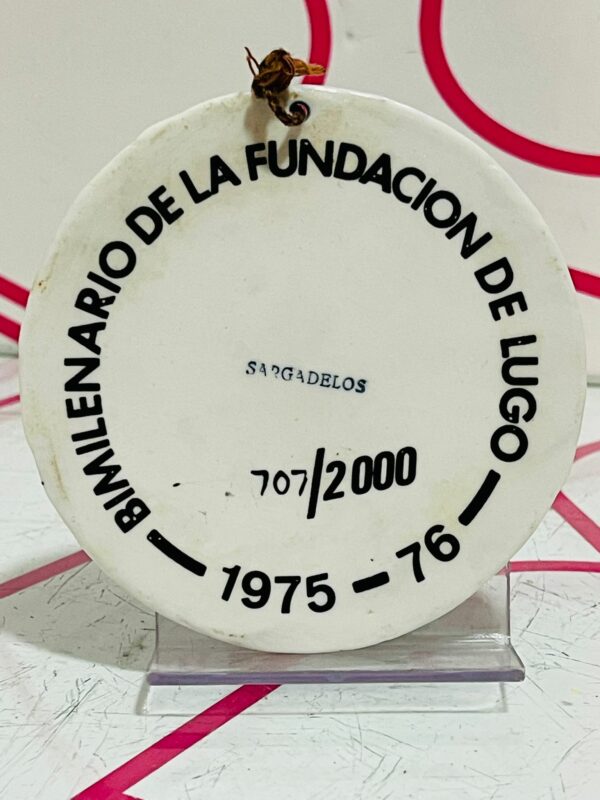 BIMILENARIO DE LA FUNDACION DE LUGO
SARGADELOS
707/2000
— 1975 - 76 —